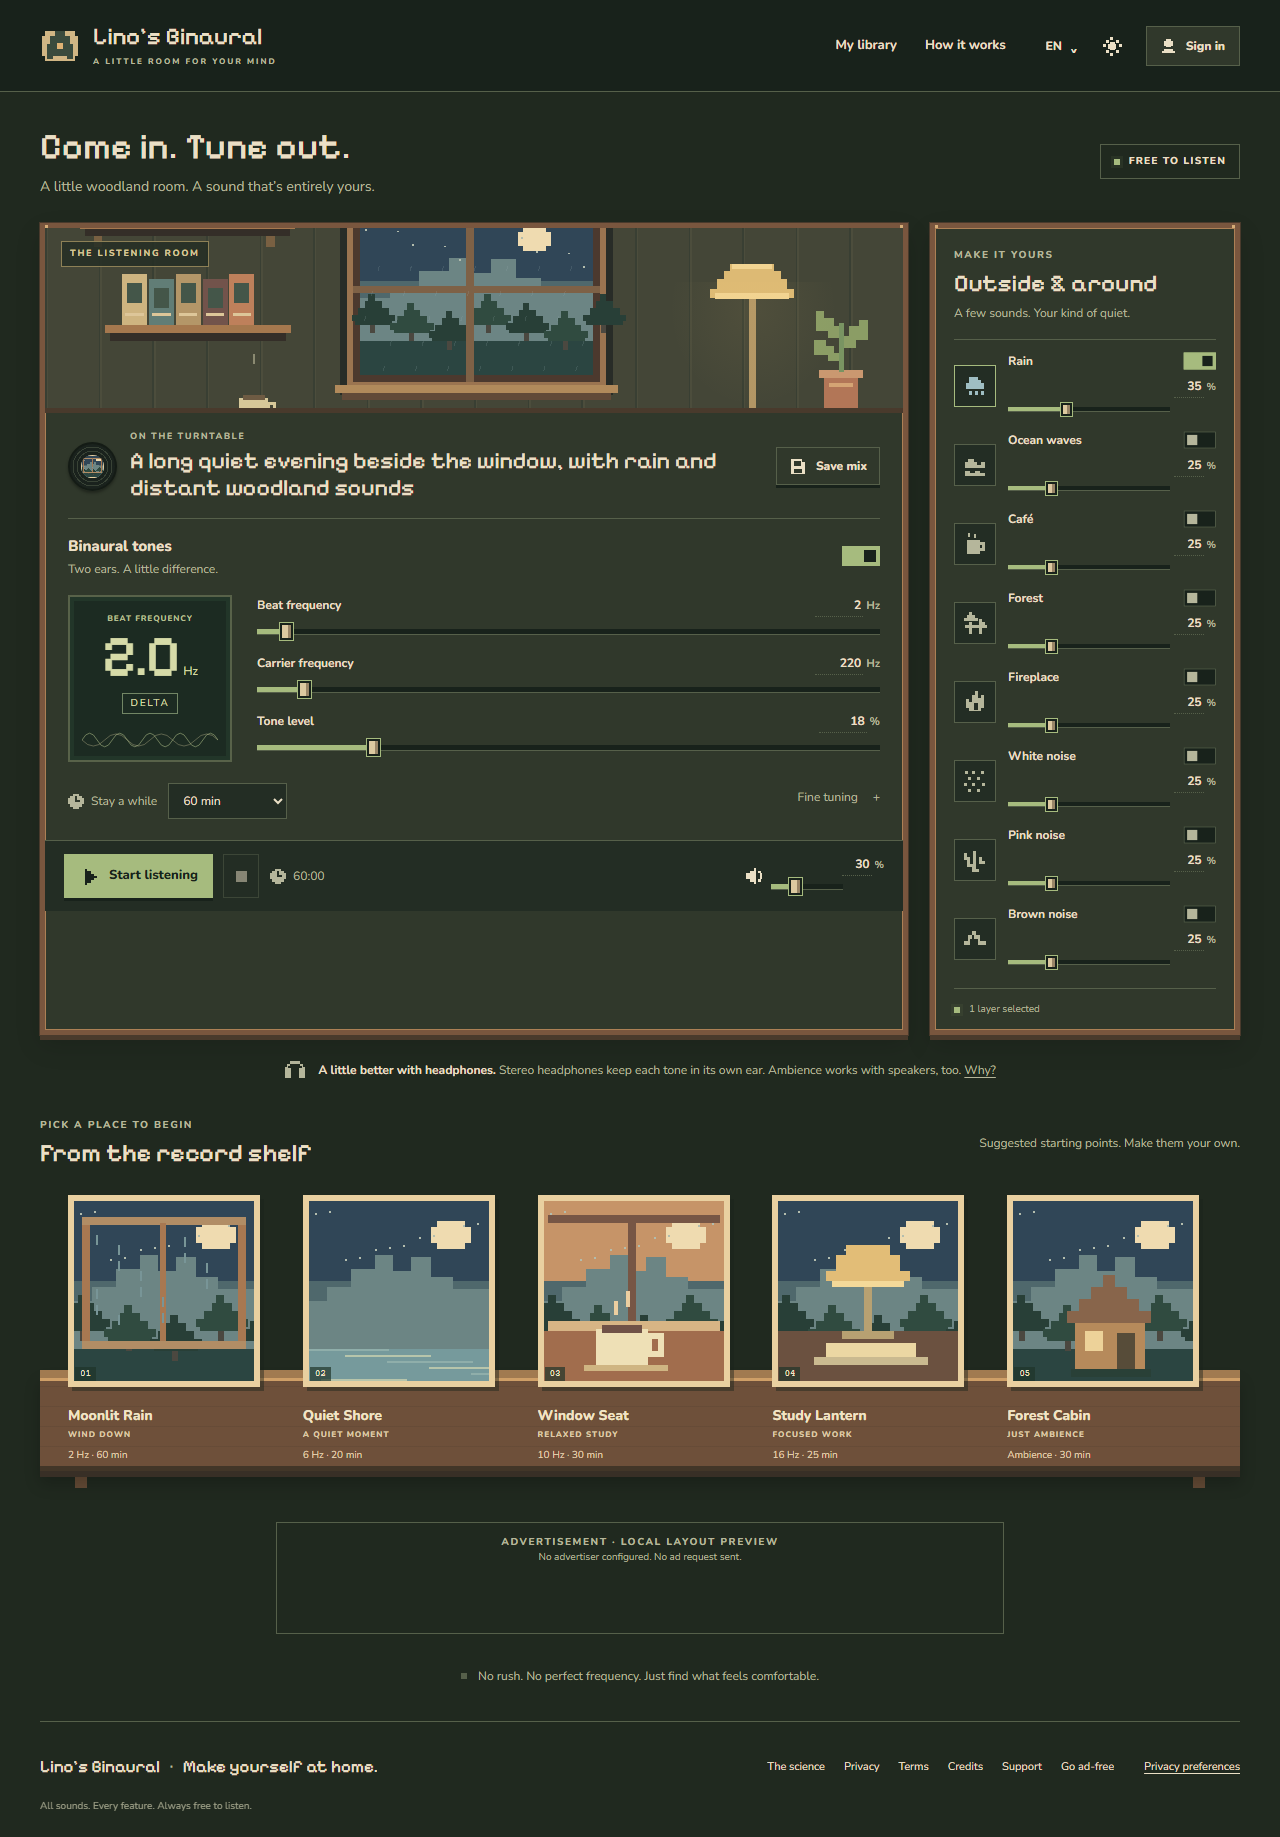 Lino's Binaural
A LITTLE ROOM FOR YOUR MIND
My library
How it works
EN
Sign in
Come in. Tune out.
A little woodland room. A sound that's entirely yours.
FREE TO LISTEN
THE LISTENING ROOM
ON THE TURNTABLE
A long quiet evening beside the window, with rain and
distant woodland sounds
Save mix
Binaural tones
Two ears. A little difference.
BEAT FREQUENCY
2.0 Hz
DELTA
Beat frequency
2 Hz
Carrier frequency
220 Hz
Tone level
18 %
Stay a while
60 min
Fine tuning +
Start listening
60:00
30 %
MAKE IT YOURS
Outside & around
A few sounds. Your kind of quiet.
Rain
35 %
Ocean waves
25 %
Café
25 %
Forest
25 %
Fireplace
25 %
White noise
25 %
Pink noise
25 %
Brown noise
25 %
1 layer selected
A little better with headphones. Stereo headphones keep each tone in its own ear. Ambience works with speakers, too. Why?
PICK A PLACE TO BEGIN
From the record shelf
Suggested starting points. Make them your own.
01
02
03
04
05
Moonlit Rain
WIND DOWN
2 Hz · 60 min
Quiet Shore
A QUIET MOMENT
6 Hz · 20 min
Window Seat
RELAXED STUDY
10 Hz · 30 min
Study Lantern
FOCUSED WORK
16 Hz · 25 min
Forest Cabin
JUST AMBIENCE
Ambience · 30 min
ADVERTISEMENT · LOCAL LAYOUT PREVIEW
No advertiser configured. No ad request sent.
No rush. No perfect frequency. Just find what feels comfortable.
Lino's Binaural · Make yourself at home.
The science
Privacy
Terms
Credits
Support
Go ad-free
Privacy preferences
All sounds. Every feature. Always free to listen.